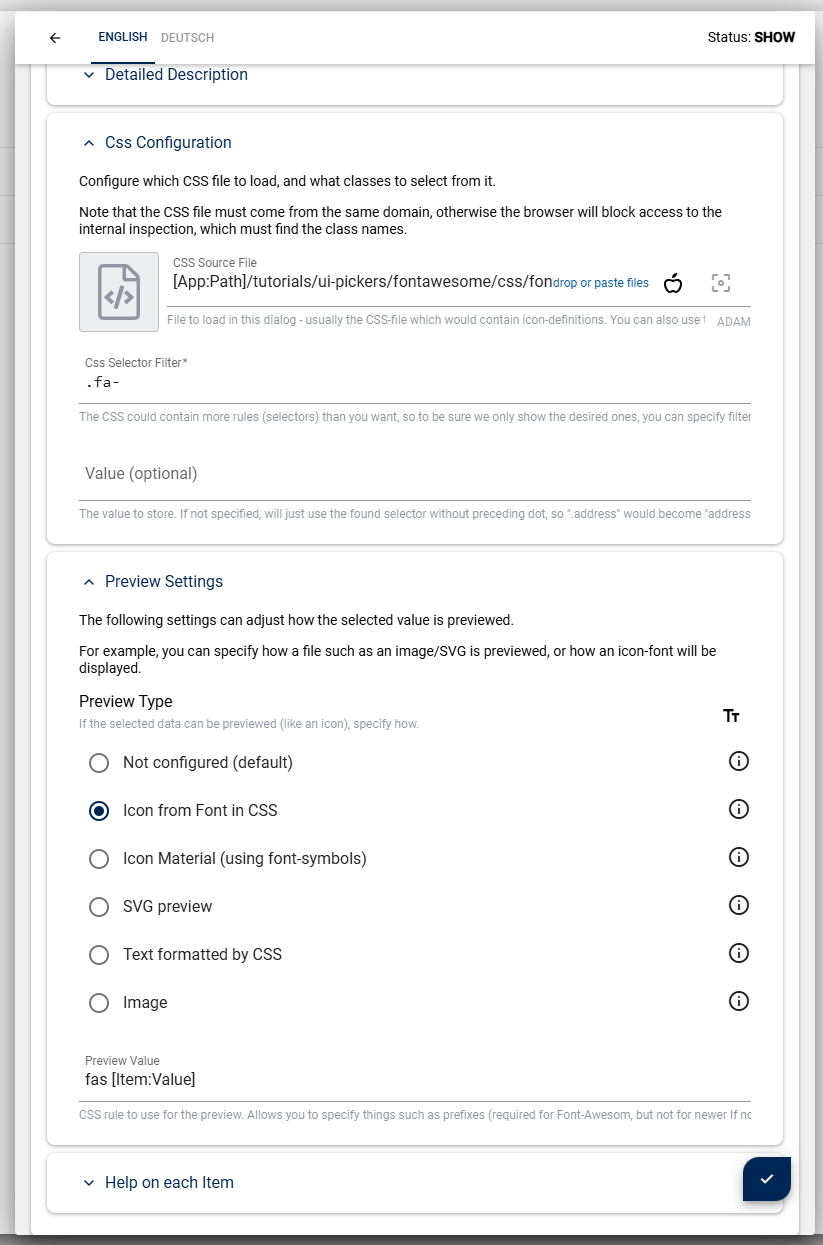 ENGLISH DEUTSCH Status: SHOW
Detailed Description
Css Configuration
Configure which CSS file to load, and what classes to select from it.
Note that the CSS file must come from the same domain, otherwise the browser will block access to the
internal inspection, which must find the class names.
CSS Source File
[App:Path]/tutorials/ui-pickers/fontawesome/css/fon drop or paste files
File to load in this dialog - usually the CSS-file which would contain icon-definitions. You can also use ADAM
Css Selector Filter*
.fa-
The CSS could contain more rules (selectors) than you want, so to be sure we only show the desired ones, you can specify filter
Value (optional)
The value to store. If not specified, will just use the found selector without preceding dot, so ".address" would become "address
Preview Settings
The following settings can adjust how the selected value is previewed.
For example, you can specify how a file such as an image/SVG is previewed, or how an icon-font will be
displayed.
Preview Type
If the selected data can be previewed (like an icon), specify how.
Not configured (default)
Icon from Font in CSS
Icon Material (using font-symbols)
SVG preview
Text formatted by CSS
Image
Preview Value
fas [Item:Value]
CSS rule to use for the preview. Allows you to specify things such as prefixes (required for Font-Awesom, but not for newer If
Help on each Item